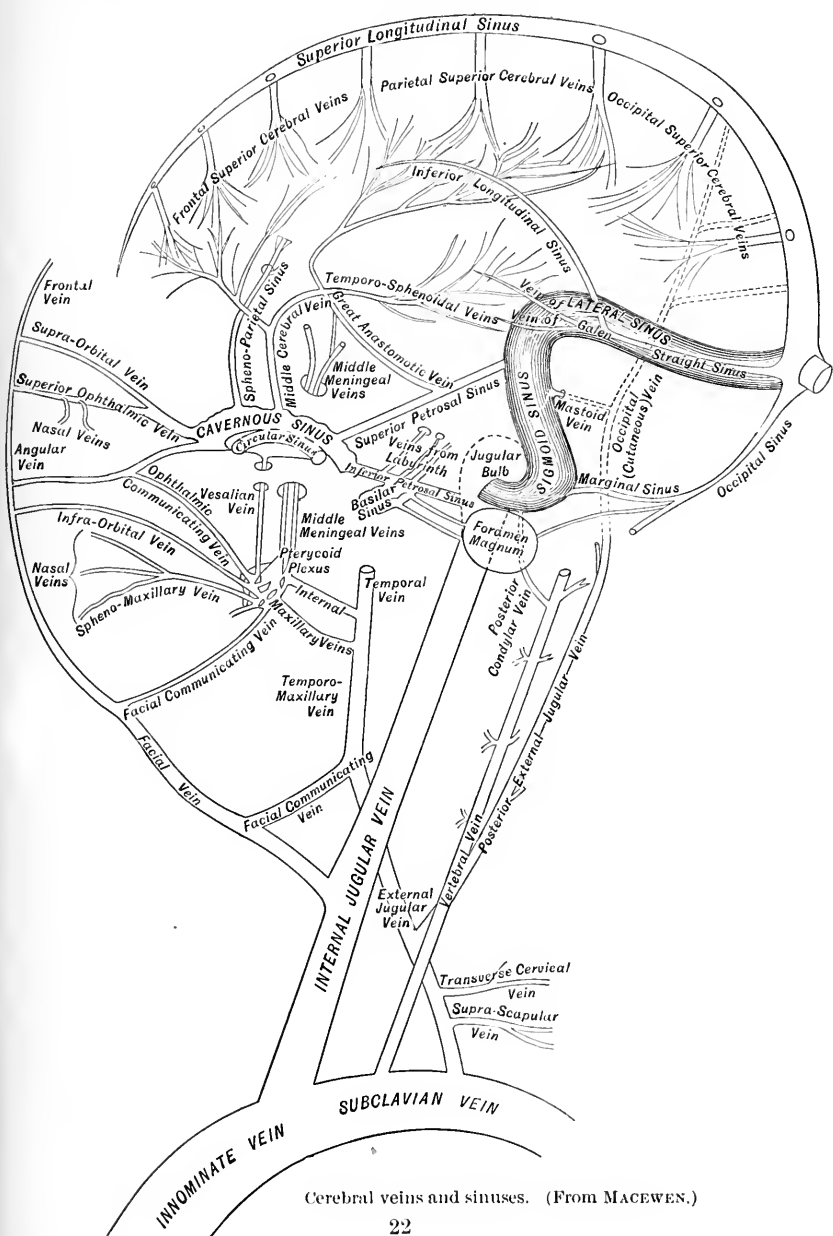 Superior Longitudinal Sinus
Parietal Superior Cerebral Veins
Frontal Superior Cerebral Veins
Occipital Superior Cerebral Veins
Inferior Longitudinal Sinus
Frontal
Vein
Supra-Orbital Vein
Superior Ophthalmic Vein
Nasal Veins
Angular
Vein
Spheno-Parietal Sinus
Middle Cerebral Vein
Great Anastomotic Vein
Temporo-Sphenoidal Veins
Vein of
Vein of
Galen
LATERAL SINUS
Straight Sinus
Middle
Meningeal
Veins
CAVERNOUS SINUS
Circular Sinus
Superior Petrosal Sinus
SIGMOID SINUS
Mastoid
Vein
Occipital
(Cutaneous) Vein
Occipital Sinus
Veins from
Labyrinth
Jugular
Bulb
Inferior Petrosal Sinus
Basilar
Sinus
Marginal Sinus
Foramen
Magnum
Ophthalmic
Communicating Vein
Vesalian
Vein
Middle
Meningeal Veins
Pterycoid
Plexus
Infra-Orbital Vein
Nasal
Veins
Spheno-Maxillary Vein
Internal
Maxillary Veins
Temporal
Vein
Facial Communicating Vein
Temporo-
Maxillary
Vein
Posterior
Condylar Vein
Facial Vein
Facial Communicating
Vein
INTERNAL JUGULAR VEIN
External
Jugular
Vein
Vertebral Vein
Posterior External Jugular Vein
Transverse Cervical
Vein
Supra-Scapular
Vein
SUBCLAVIAN VEIN
INNOMINATE VEIN
Cerebral veins and sinuses. (From MACEWEN.)
22